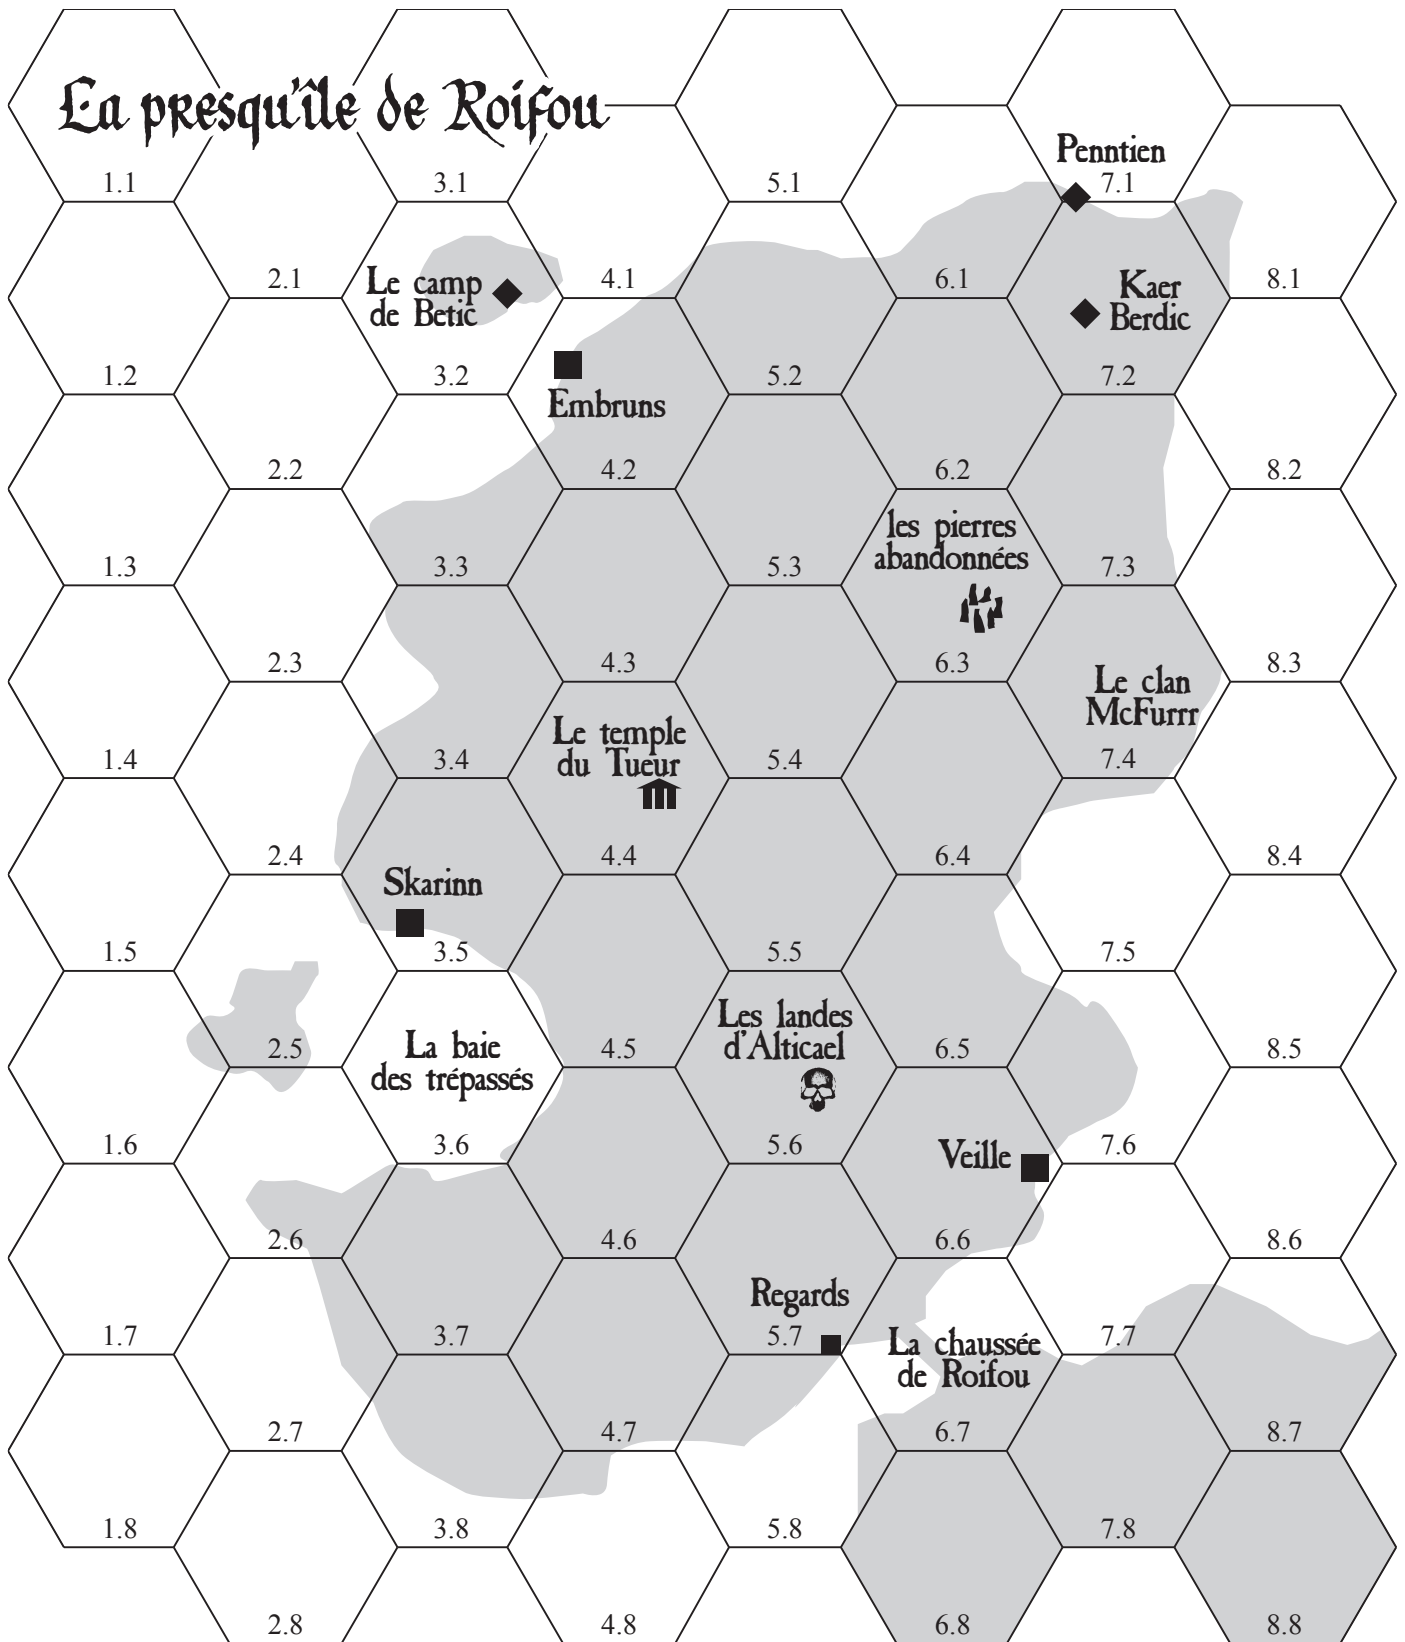 La presqu'île de Roifou
Penntien
1.1
3.1
5.1
7.1
2.1
Le camp
de Betic
4.1
6.1
Kaer
Berdic
8.1
1.2
3.2
5.2
7.2
Embruns
2.2
4.2
6.2
8.2
les pierres
abandonnées
1.3
3.3
5.3
7.3
2.3
4.3
6.3
8.3
Le clan
McFurrr
Le temple
du Tueur
1.4
3.4
5.4
7.4
2.4
4.4
6.4
8.4
Skarinn
1.5
3.5
5.5
7.5
Les landes
d'Alticael
2.5
La baie
des trépassés
4.5
6.5
8.5
1.6
3.6
5.6
Veille
7.6
2.6
4.6
6.6
8.6
Regards
1.7
3.7
5.7
La chaussée
de Roifou
7.7
2.7
4.7
6.7
8.7
1.8
3.8
5.8
7.8
2.8
4.8
6.8
8.8